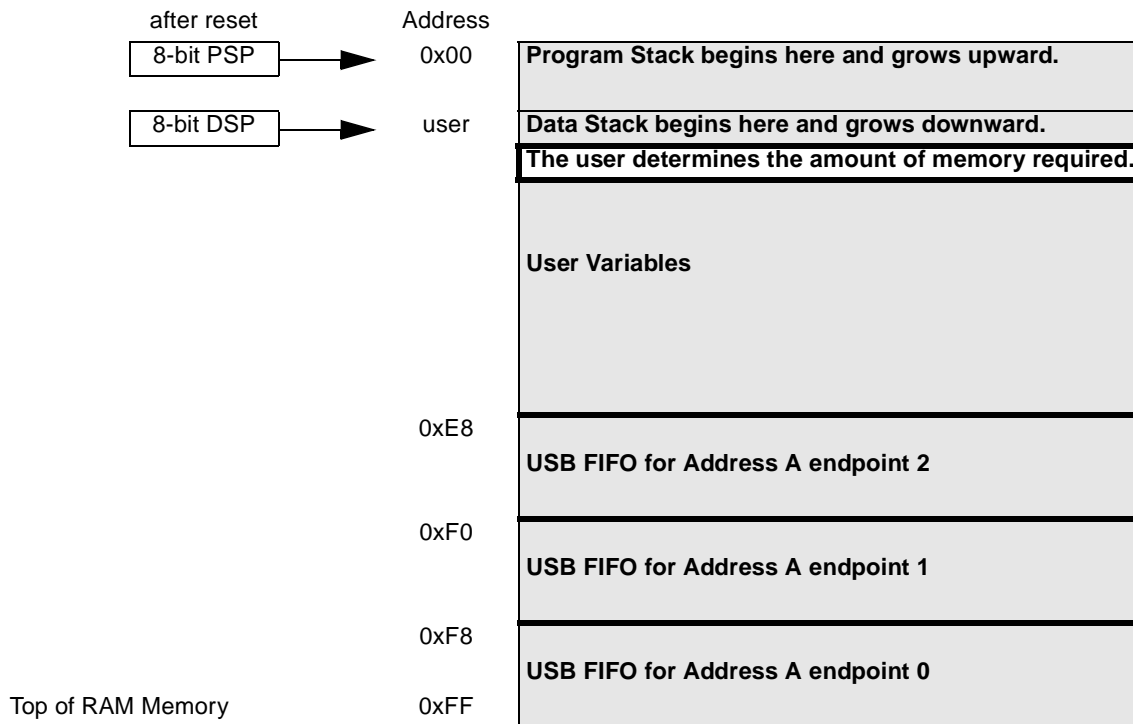 after reset Address
8-bit PSP 0x00 Program Stack begins here and grows upward.
8-bit DSP user Data Stack begins here and grows downward.
The user determines the amount of memory required.
User Variables
0xE8
USB FIFO for Address A endpoint 2
0xF0
USB FIFO for Address A endpoint 1
0xF8
USB FIFO for Address A endpoint 0
Top of RAM Memory 0xFF